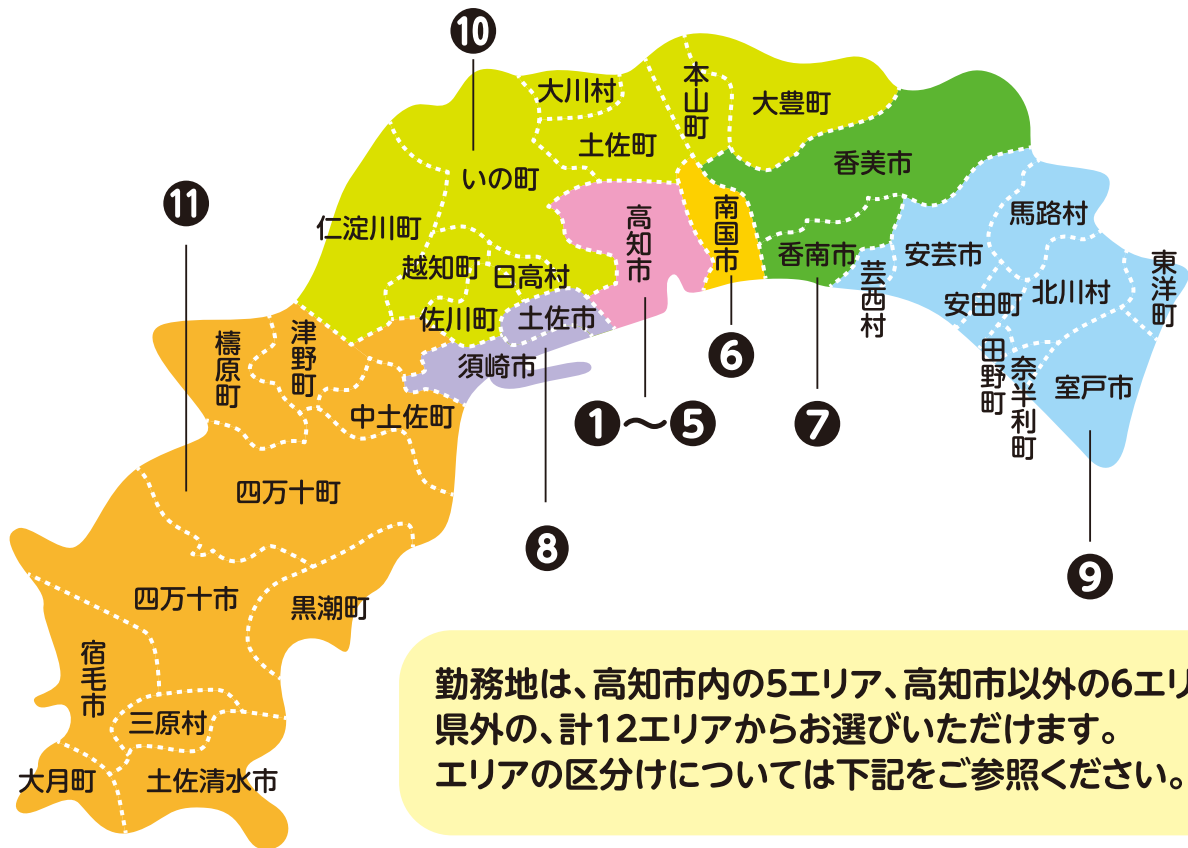 ⑩
大川村
本山町
大豊町
土佐町
香美市
いの町
⑪
仁淀川町
高知市
南国市
馬路村
越知町
日高村
香南市
芸西村
安芸市
東洋町
北川村
安田町
佐川町
土佐市
津野町
檮原町
須崎市
⑥
田野町
奈半利町
室戸市
中土佐町
①～⑤
⑦
四万十町
⑧
⑨
四万十市
黒潮町
宿毛市
三原村
大月町
土佐清水市
勤務地は、高知市内の5エリア、高知市以外の6エリ
県外の、計12エリアからお選びいただけます。
エリアの区分けについては下記をご参照ください。